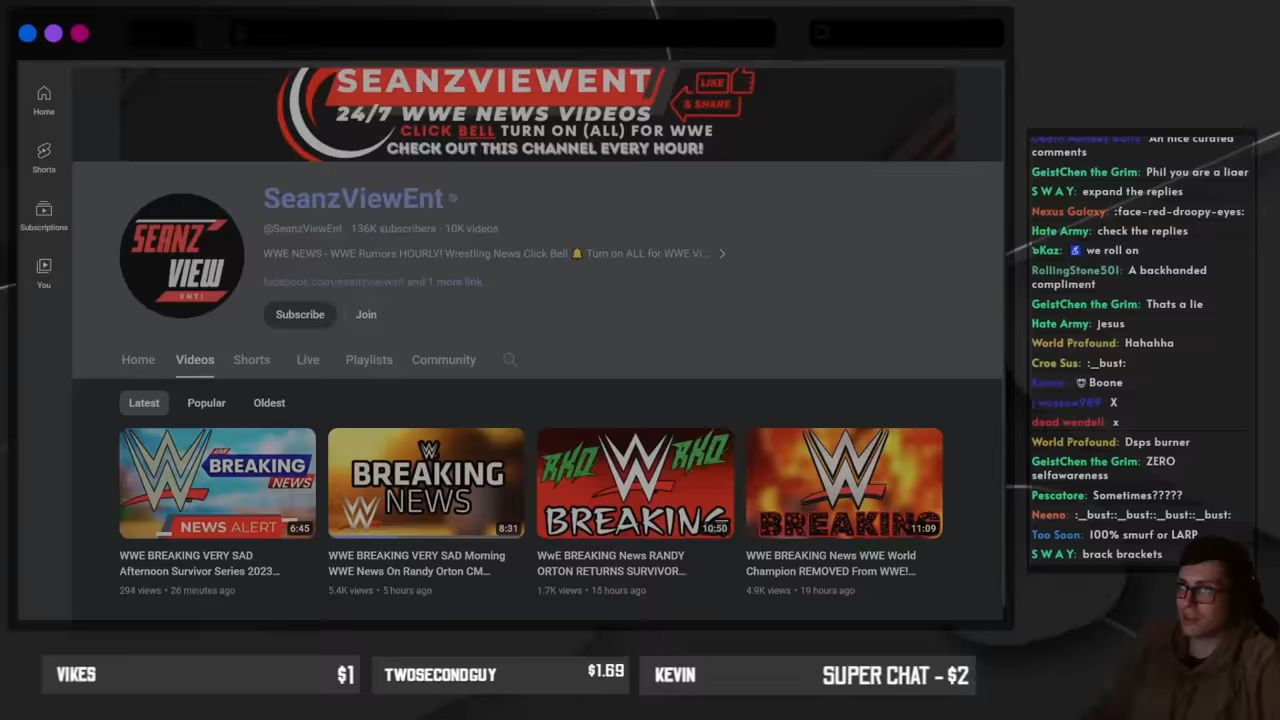 SEANZVIEWENT
24/7 WWE NEWS VIDEOS
CLICK BELL TURN ON (ALL) FOR WWE
CHECK OUT THIS CHANNEL EVERY HOUR!
LIKE
& SHARE
Home
Shorts
Subscriptions
You
SEANZ
VIEW
ENT!
SeanzViewEnt
@SeanzViewEnt 136K subscribers • 10K videos
WWE NEWS - WWE Rumors HOURLY! Wrestling News Click Bell 🔔 Turn on ALL for WWE Vi...
facebook.com/seanzviewent and 1 more link
Subscribe
Join
Home Videos Shorts Live Playlists Community
Latest Popular Oldest
LIVE
BREAKING
NEWS
NEWS ALERT
6:45
BREAKING
NEWS
8:31
RKO RKO
BREAKING
10:50
BREAKING
11:09
WWE BREAKING VERY SAD
Afternoon Survivor Series 2023...
294 views • 26 minutes ago
WWE BREAKING VERY SAD Morning
WWE News On Randy Orton CM...
5.4K views • 5 hours ago
WwE BREAKING News RANDY
ORTON RETURNS SURVIVOR...
1.7K views • 15 hours ago
WWE BREAKING News WWE World
Champion REMOVED From WWE!...
4.9K views • 19 hours ago
An nice curated
comments
GeistChen the Grim: Phil you are a liaer
S W A Y: expand the replies
Nexus Galaxy: :face-red-droopy-eyes:
Hate Army: check the replies
ъKaz: ♿ we roll on
RollingStone501: A backhanded
compliment
GeistChen the Grim: Thats a lie
Hate Army: Jesus
World Profound: Hahahha
Croe Sus: :_bust:
Boone
X
dead wendell: x
World Profound: Dsps burner
GeistChen the Grim: ZERO
selfawareness
Pescatore: Sometimes?????
Neeno: :_bust::_bust::_bust::_bust:
Too Soon: 100% smurf or LARP
S W A Y: brack brackets
VIKES $1
TWOSECONDGUY $1.69
KEVIN SUPER CHAT - $2